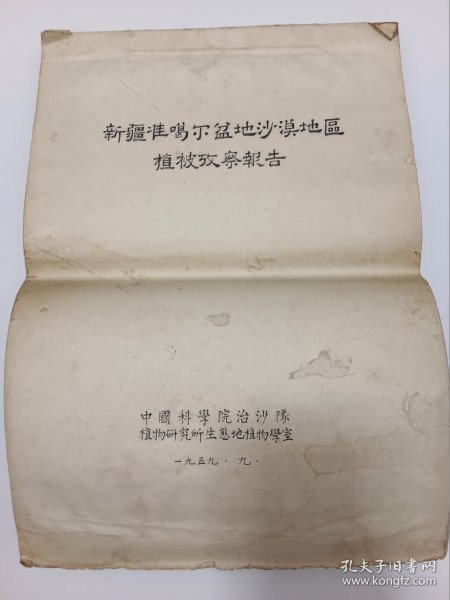 新疆准噶尔盆地沙漠地區
植被攷察報告
中國科學院治沙隊
植物研究所生態地植物學室
一九五九·九·
孔夫子旧书网
www.kongfz.com